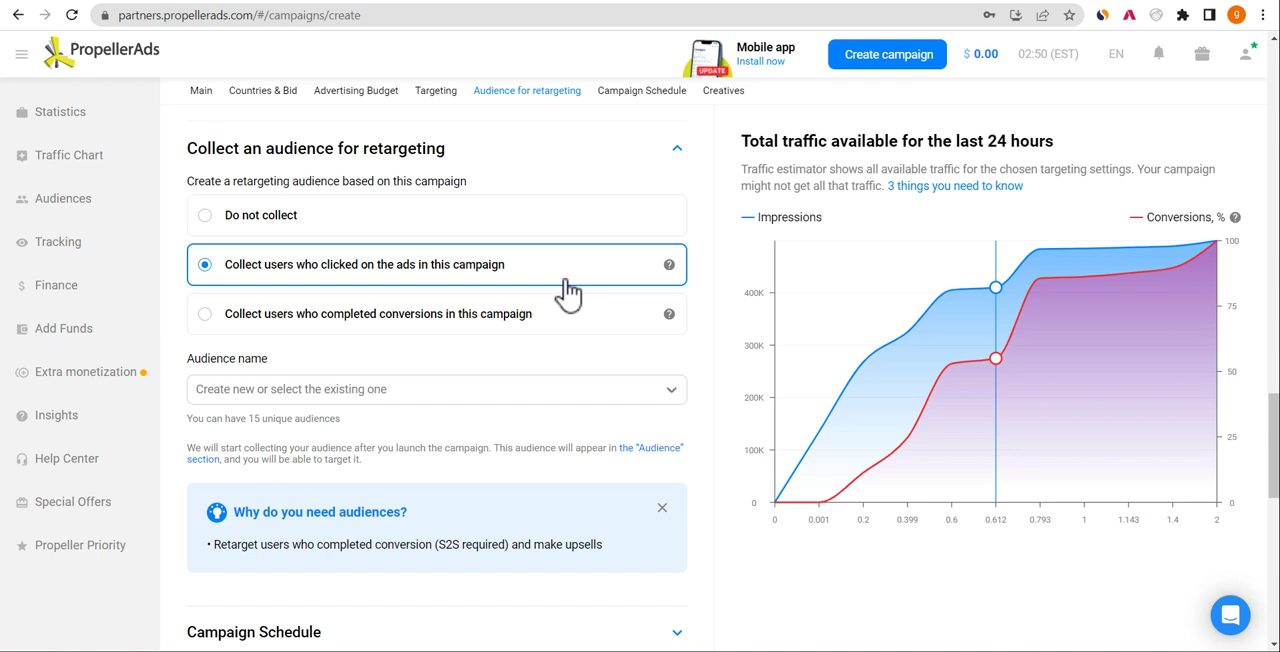 partners.propellerads.com/#/campaigns/create
g
PropellerAds
UPDATE
Mobile app
Install now
Create campaign
$ 0.00
02:50 (EST)
EN
Main
Countries & Bid
Advertising Budget
Targeting
Audience for retargeting
Campaign Schedule
Creatives
Statistics
Traffic Chart
Audiences
Tracking
$ Finance
Add Funds
Extra monetization
Insights
Help Center
Special Offers
Propeller Priority
Collect an audience for retargeting
Create a retargeting audience based on this campaign
Do not collect
Collect users who clicked on the ads in this campaign
?
Collect users who completed conversions in this campaign
?
Audience name
Create new or select the existing one
You can have 15 unique audiences
We will start collecting your audience after you launch the campaign. This audience will appear in the “Audience”
section, and you will be able to target it.
Why do you need audiences?
• Retarget users who completed conversion (S2S required) and make upsells
Campaign Schedule
Total traffic available for the last 24 hours
Traffic estimator shows all available traffic for the chosen targeting settings. Your campaign
might not get all that traffic. 3 things you need to know
Impressions
Conversions, % ?
400K
300K
200K
100K
0
100
75
50
25
0
0 0.001 0.2 0.399 0.6 0.612 0.793 1 1.143 1.4 2